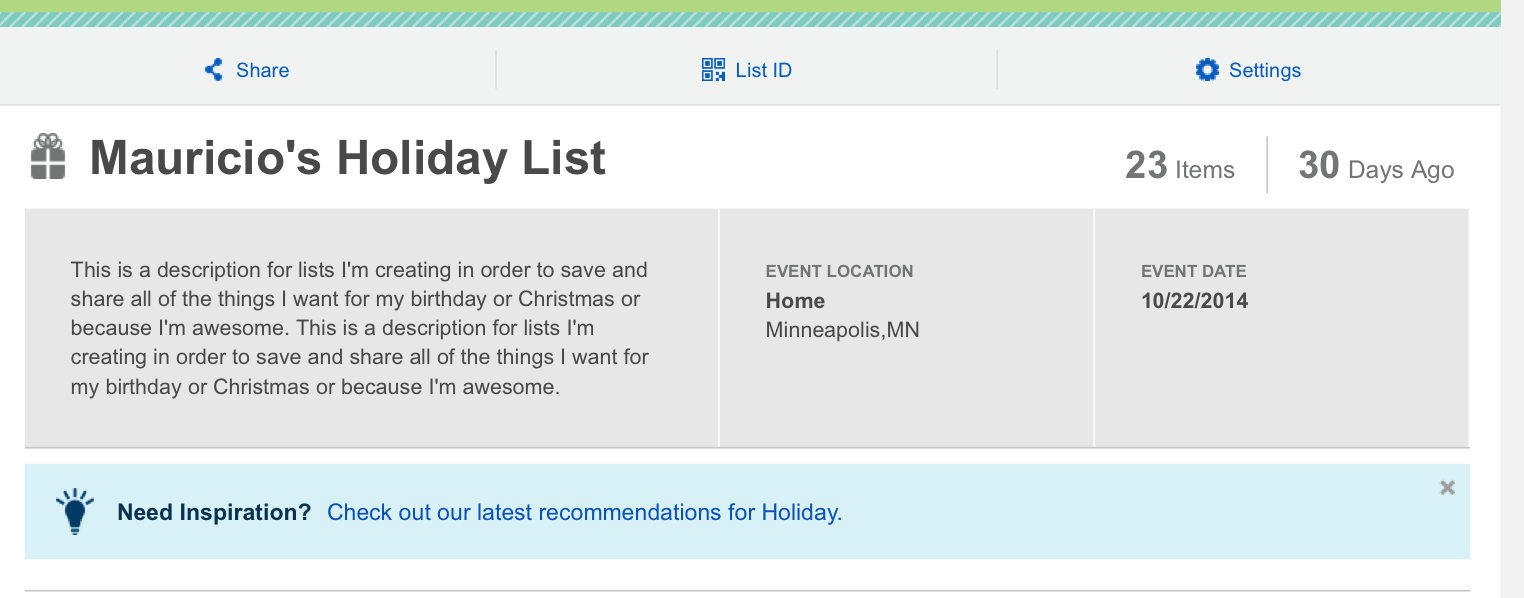 Share
List ID
Settings
Mauricio's Holiday List
23 Items
30 Days Ago
This is a description for lists I'm creating in order to save and
share all of the things I want for my birthday or Christmas or
because I'm awesome. This is a description for lists I'm
creating in order to save and share all of the things I want for
my birthday or Christmas or because I'm awesome.
EVENT LOCATION
Home
Minneapolis,MN
EVENT DATE
10/22/2014
Need Inspiration? Check out our latest recommendations for Holiday.